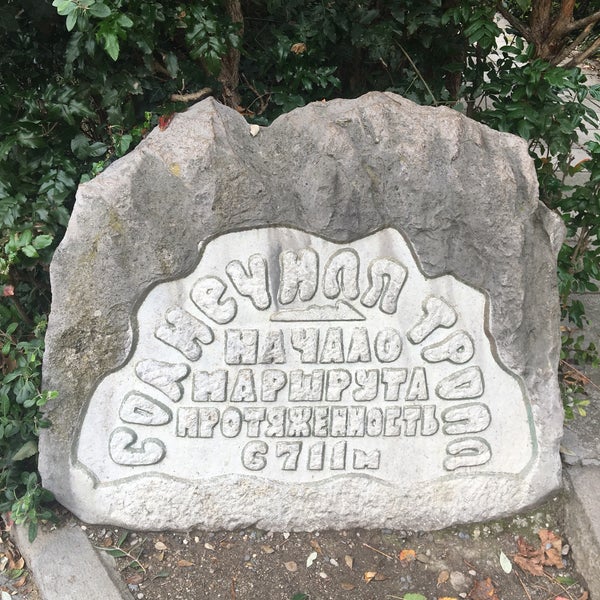 СОЛНЕЧНАЯ ТРОПА
НАЧАЛО
МАРШРУТА
ПРОТЯЖЕННОСТЬ
6711м